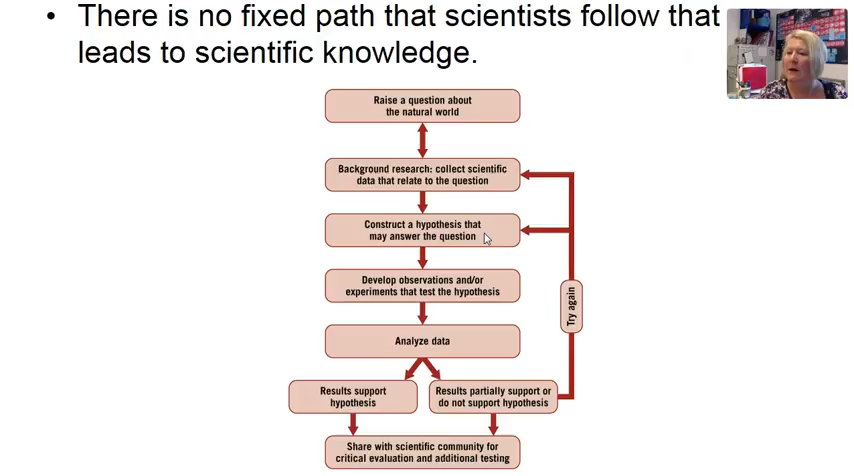 • There is no fixed path that scientists follow that
leads to scientific knowledge.
Raise a question about
the natural world
Background research: collect scientific
data that relate to the question
Construct a hypothesis that
may answer the question
Develop observations and/or
experiments that test the hypothesis
Try again
Analyze data
Results support
hypothesis
Results partially support or
do not support hypothesis
Share with scientific community for
critical evaluation and additional testing